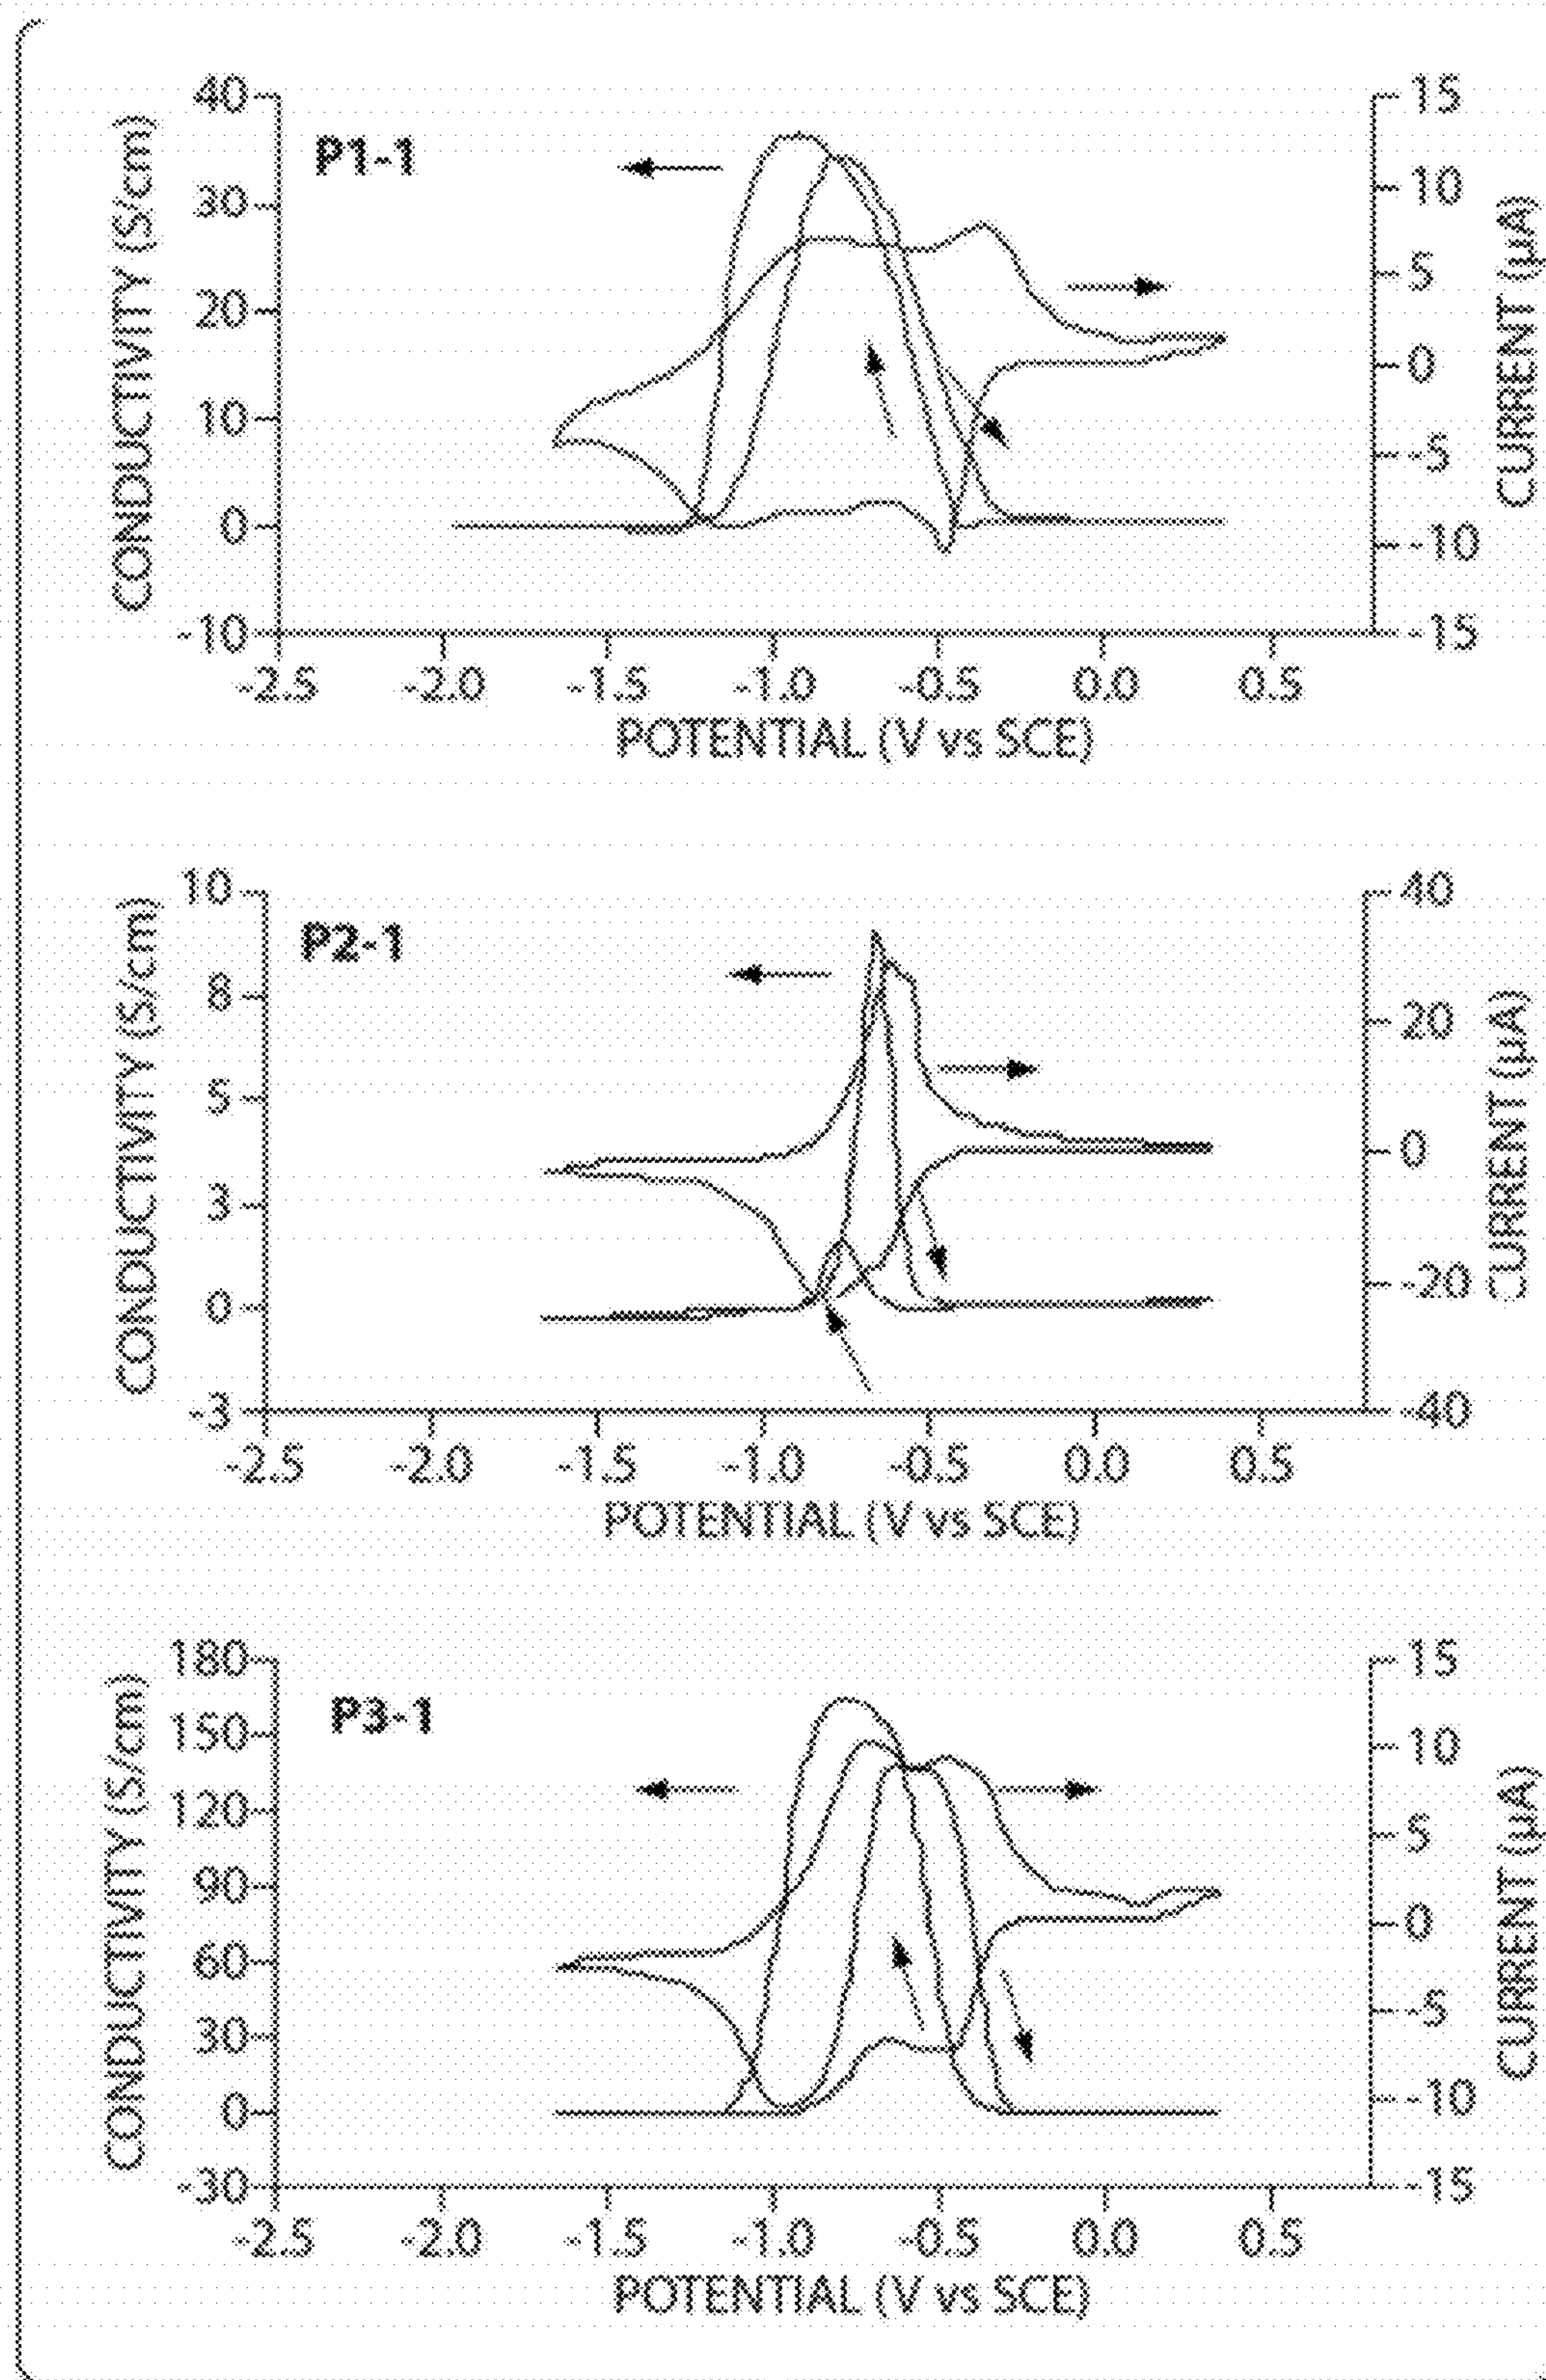 P1-1
CONDUCTIVITY (S/cm)
40
30
20
10
0
-10
CURRENT (µA)
15
10
5
0
-5
-10
-15
-2.5 -2.0 -1.5 -1.0 -0.5 0.0 0.5
POTENTIAL (V vs SCE)
P2-1
CONDUCTIVITY (S/cm)
10
8
5
3
0
-3
CURRENT (µA)
40
20
0
-20
-40
-2.5 -2.0 -1.5 -1.0 -0.5 0.0 0.5
POTENTIAL (V vs SCE)
P3-1
CONDUCTIVITY (S/cm)
180
150
120
90
60
30
0
-30
CURRENT (µA)
15
10
5
0
-5
-10
-15
-2.5 -2.0 -1.5 -1.0 -0.5 0.0 0.5
POTENTIAL (V vs SCE)